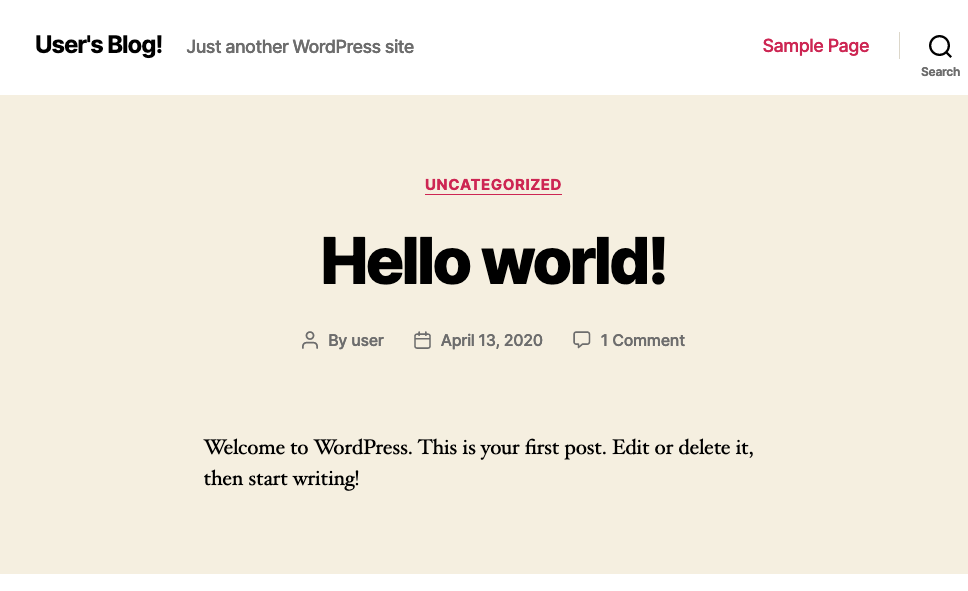 User's Blog! Just another WordPress site Sample Page
Search
UNCATEGORIZED
Hello world!
By user April 13, 2020 1 Comment
Welcome to WordPress. This is your first post. Edit or delete it,
then start writing!